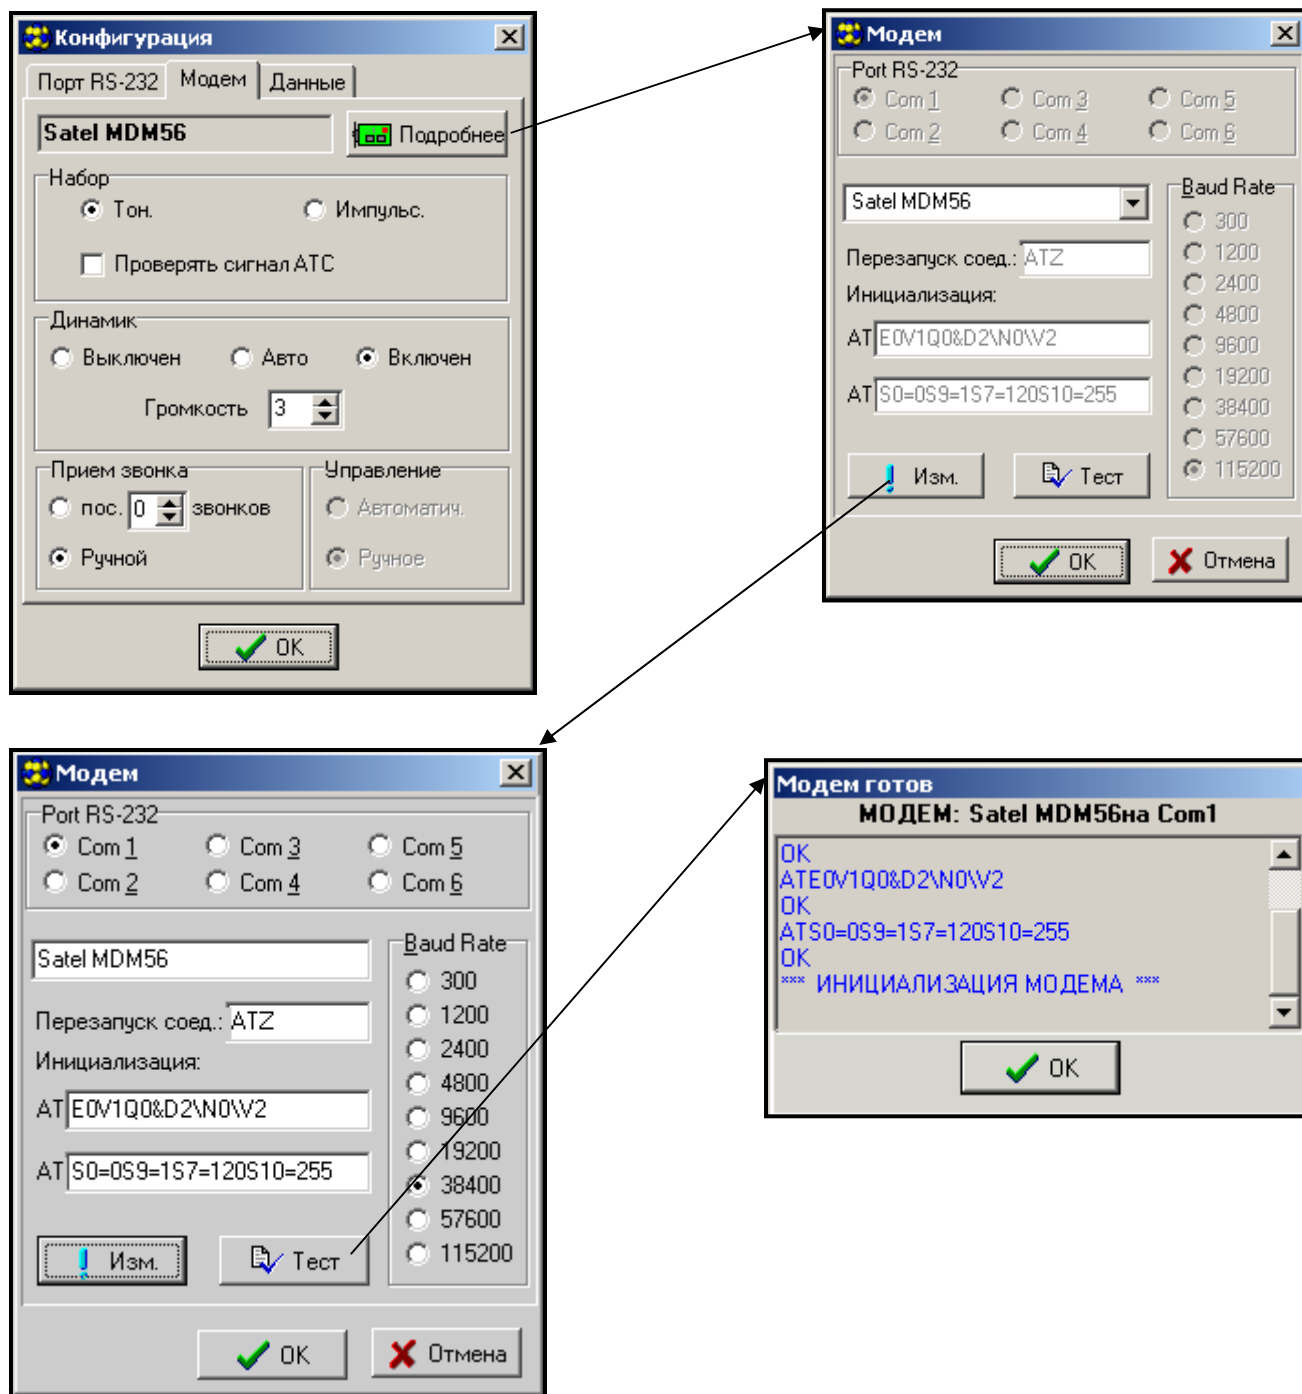 Конфигурация
Порт RS-232 Модем Данные
Satel MDM56 Подробнее
Набор
Тон. Импульс.
Проверять сигнал АТС
Динамик
Выключен Авто Включен
Громкость 3
Прием звонка
пос. 0 звонков
Ручной
Управление
Автоматич.
Ручное
OK
Модем
Port RS-232
Com 1 Com 3 Com 5
Com 2 Com 4 Com 6
Satel MDM56
Перезапуск соед.: ATZ
Инициализация:
AT E0V1Q0&D2\N0\V2
AT S0=0S9=1S7=120S10=255
Baud Rate
300
1200
2400
4800
9600
19200
38400
57600
115200
Изм. Тест
OK Отмена
Модем
Port RS-232
Com 1 Com 3 Com 5
Com 2 Com 4 Com 6
Satel MDM56
Перезапуск соед.: ATZ
Инициализация:
AT E0V1Q0&D2\N0\V2
AT S0=0S9=1S7=120S10=255
Baud Rate
300
1200
2400
4800
9600
19200
38400
57600
115200
Изм. Тест
OK Отмена
Модем готов
МОДЕМ: Satel MDM56на Com1
OK
ATE0V1Q0&D2\N0\V2
OK
ATS0=0S9=1S7=120S10=255
OK
*** ИНИЦИАЛИЗАЦИЯ МОДЕМА ***
OK